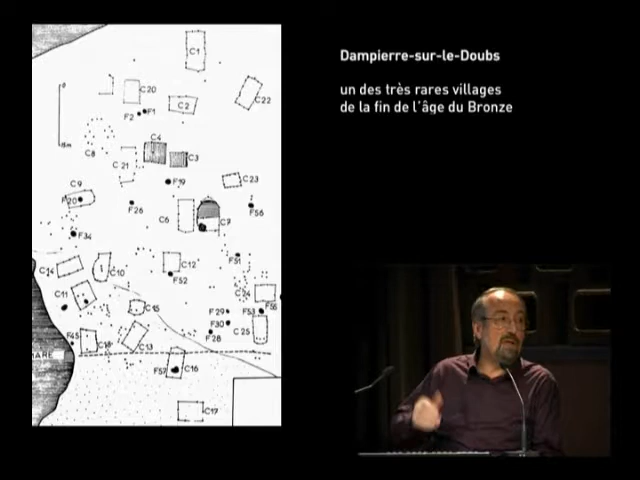 Dampierre-sur-le-Doubs
un des très rares villages
de la fin de l'âge du Bronze
C1
C20
C2
C22
F2
F1
C8
C4
C3
C21
F19
C23
C9
F20
F26
C6
C7
F56
F34
C14
C10
C12
F52
F51
C11
C24
F55
C15
F29
F53
F30
C25
F28
F45
C18
C13
MARE
F57
C16
C17